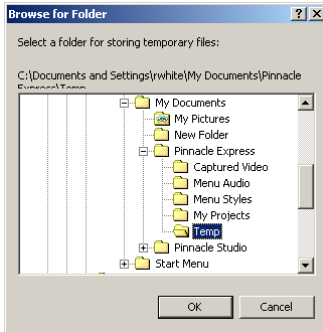 Browse for Folder
Select a folder for storing temporary files:
C:\Documents and Settings\rwhite\My Documents\Pinnacle
Express\Temp
My Documents
My Pictures
New Folder
Pinnacle Express
Captured Video
Menu Audio
Menu Styles
My Projects
Temp
Pinnacle Studio
Start Menu
OK Cancel